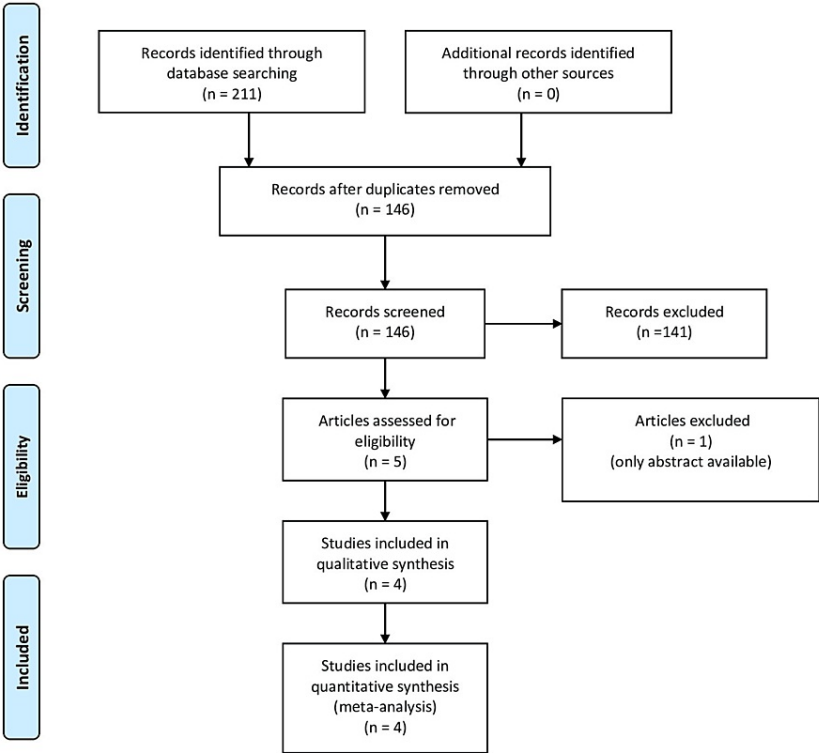 Identification
Records identified through
database searching
(n = 211)
Additional records identified
through other sources
(n = 0)
Records after duplicates removed
(n = 146)
Screening
Records screened
(n = 146)
Records excluded
(n =141)
Eligibility
Articles assessed for
eligibility
(n = 5)
Articles excluded
(n = 1)
(only abstract available)
Studies included in
qualitative synthesis
(n = 4)
Included
Studies included in
quantitative synthesis
(meta-analysis)
(n = 4)